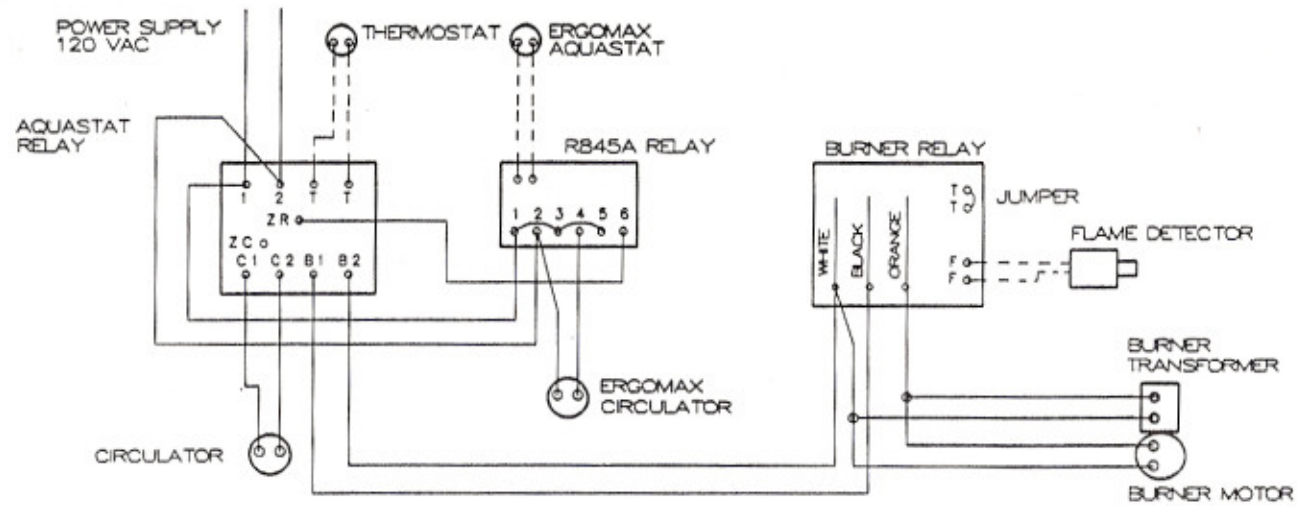 POWER SUPPLY
120 VAC
THERMOSTAT
ERGOMAX
AQUASTAT
AQUASTAT
RELAY
R845A RELAY
BURNER RELAY
1 2 T T
ZR
ZC
C1 C2 B1 B2
1 2 3 4 5 6
WHITE
BLACK
ORANGE
T
T
JUMPER
F
F
FLAME DETECTOR
BURNER
TRANSFORMER
ERGOMAX
CIRCULATOR
CIRCULATOR
BURNER MOTOR